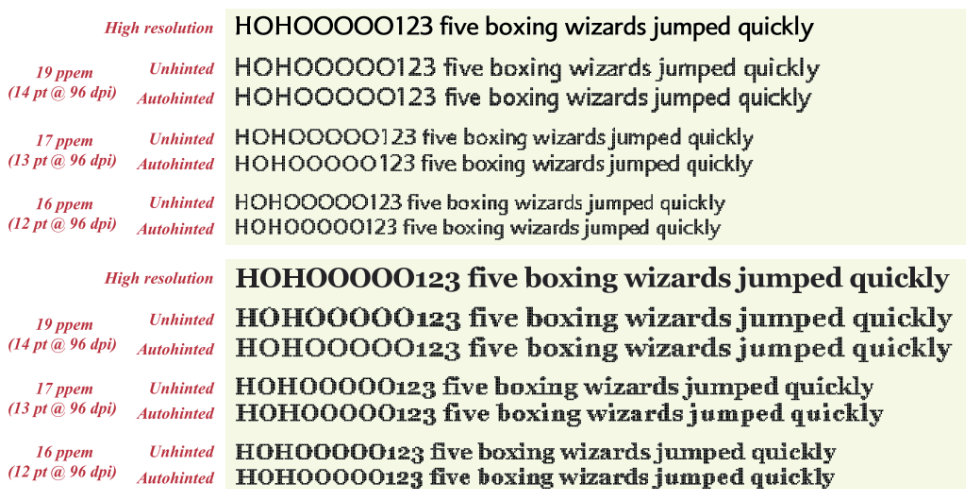 High resolution HOHOOOOO123 five boxing wizards jumped quickly
19 ppem
(14 pt @ 96 dpi)
Unhinted HOHOOOOO123 five boxing wizards jumped quickly
Autohinted HOHOOOOO123 five boxing wizards jumped quickly
17 ppem
(13 pt @ 96 dpi)
Unhinted HOHOOOOO123 five boxing wizards jumped quickly
Autohinted HOHOOOOO123 five boxing wizards jumped quickly
16 ppem
(12 pt @ 96 dpi)
Unhinted HOHOOOOO123 five boxing wizards jumped quickly
Autohinted HOHOOOOO123 five boxing wizards jumped quickly
High resolution HOHOOOOO123 five boxing wizards jumped quickly
19 ppem
(14 pt @ 96 dpi)
Unhinted HOHOOOOO123 five boxing wizards jumped quickly
Autohinted HOHOOOOO123 five boxing wizards jumped quickly
17 ppem
(13 pt @ 96 dpi)
Unhinted HOHOOOOO123 five boxing wizards jumped quickly
Autohinted HOHOOOOO123 five boxing wizards jumped quickly
16 ppem
(12 pt @ 96 dpi)
Unhinted HOHOOOOO123 five boxing wizards jumped quickly
Autohinted HOHOOOOO123 five boxing wizards jumped quickly